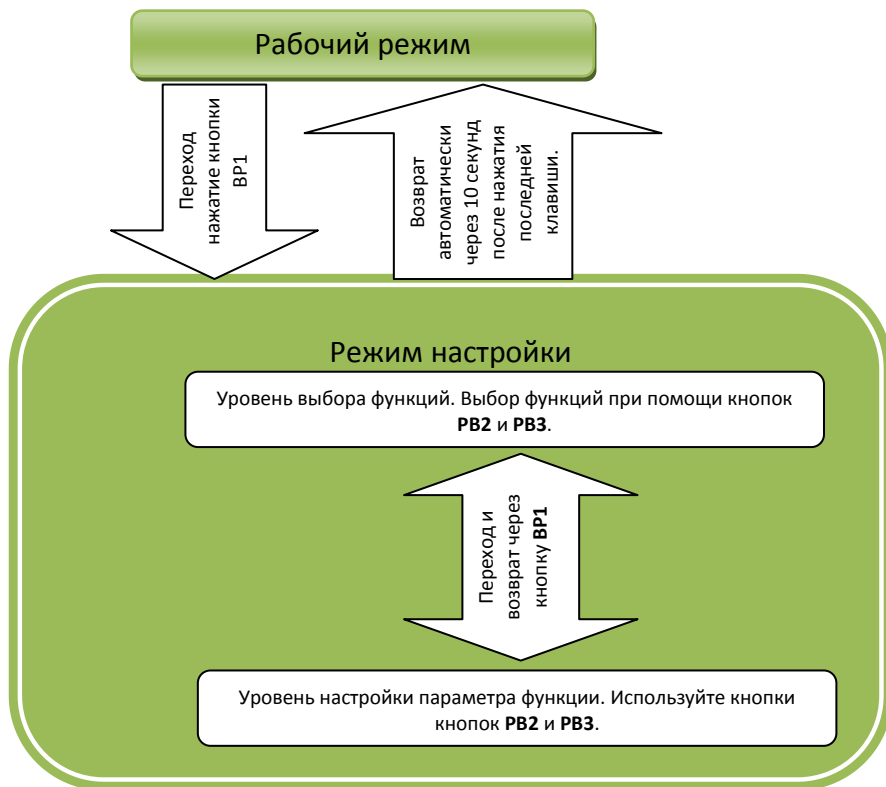 Рабочий режим
Переход
нажатие кнопки
BP1
Возврат
автоматически
через 10 секунд
после нажатия
последней
клавиши.
Режим настройки
Уровень выбора функций. Выбор функций при помощи кнопок
PB2 и PB3.
Переход и
возврат через
кнопку BP1
Уровень настройки параметра функции. Используйте кнопки
кнопок PB2 и PB3.